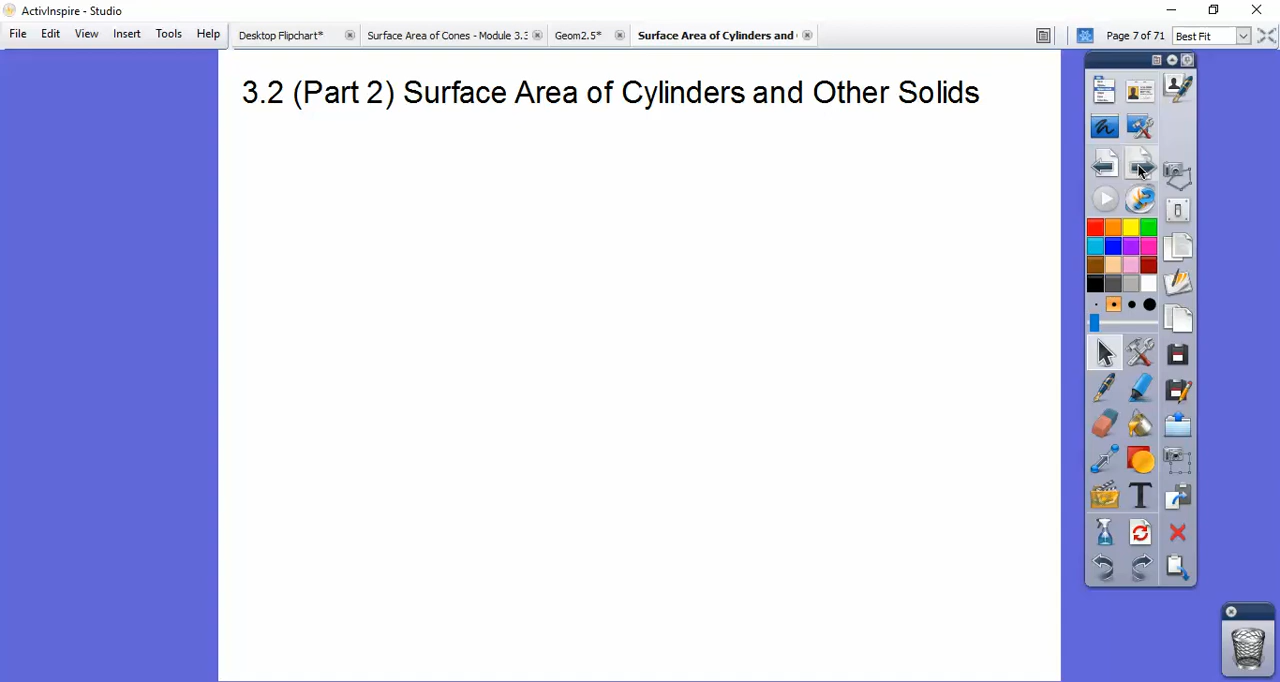 ActivInspire - Studio
File Edit View Insert Tools Help
Desktop Flipchart* Surface Area of Cones - Module 3.3 Geom2.5* Surface Area of Cylinders and
Page 7 of 71 Best Fit
3.2 (Part 2) Surface Area of Cylinders and Other Solids
T